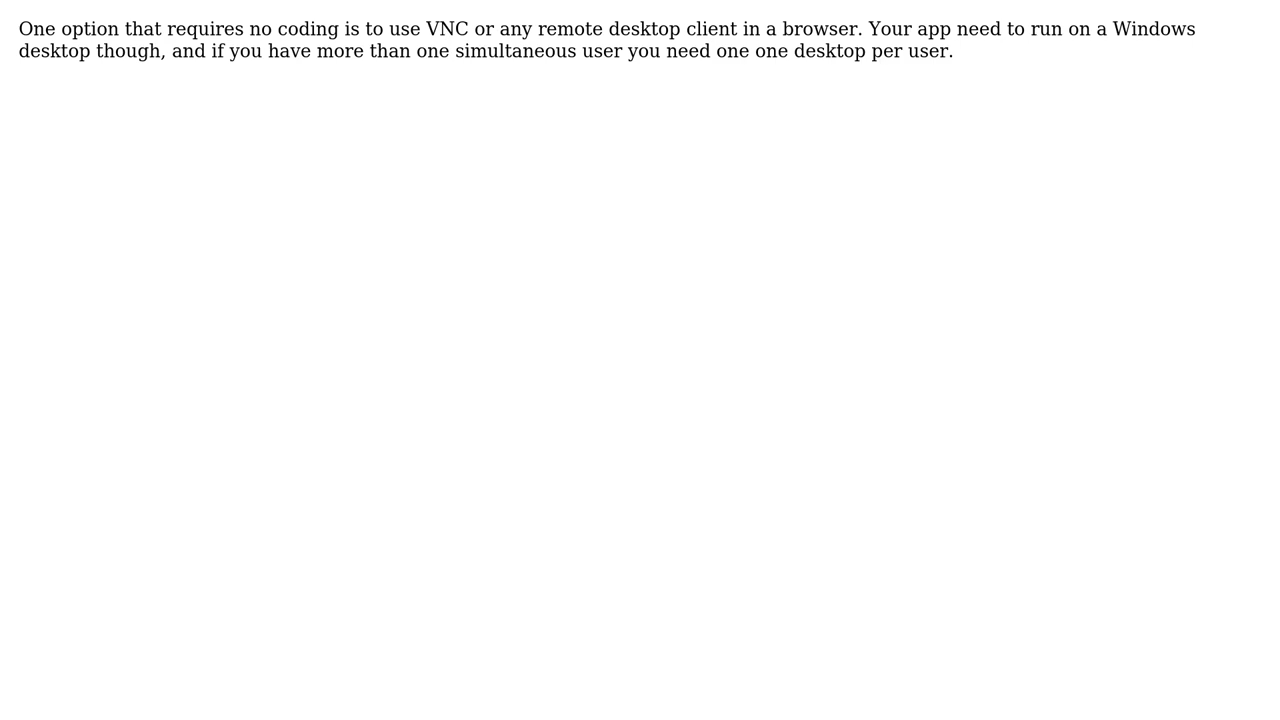 One option that requires no coding is to use VNC or any remote desktop client in a browser. Your app need to run on a Windows
desktop though, and if you have more than one simultaneous user you need one one desktop per user.